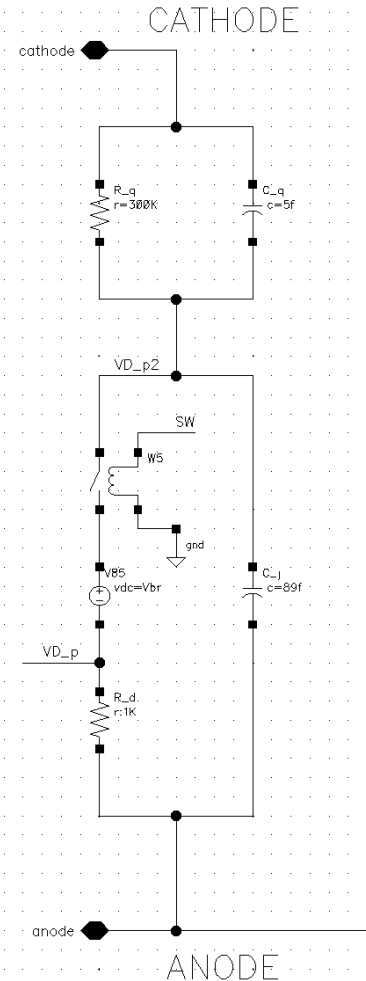 CATHODE
cathode
R_q
r=300K
C_q
c=5f
VD_p2
SW
W5
gnd
V85
vdc=Vbr
C_j
c=89f
VD_p
R_d
r:1K
anode
ANODE